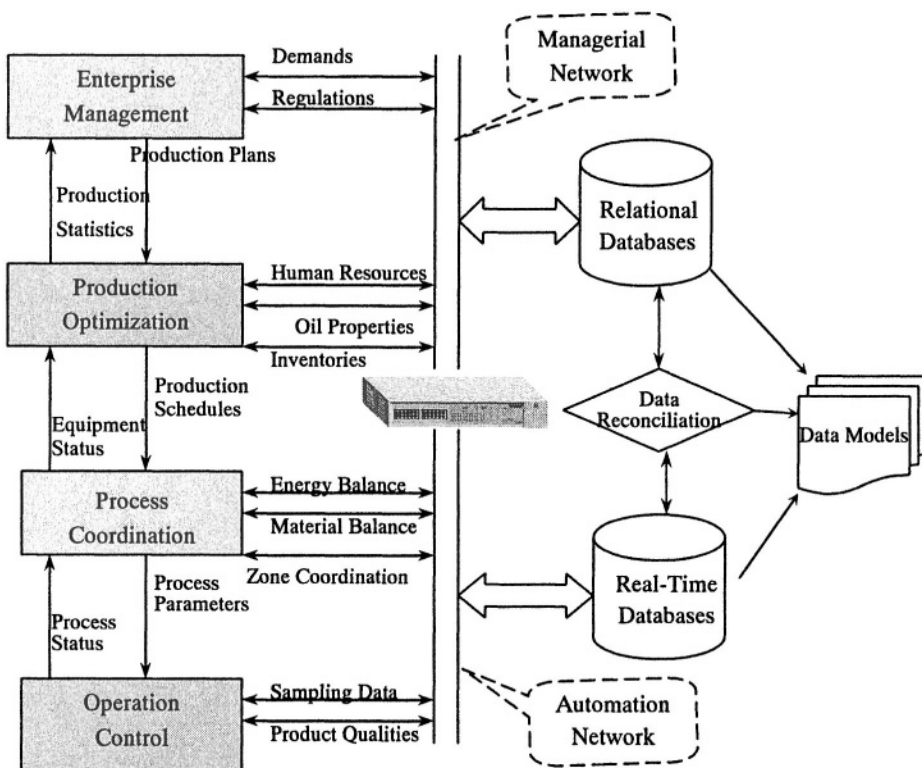 Demands
Enterprise
Management
Regulations
Managerial
Network
Production Plans
Production
Statistics
Relational
Databases
Human Resources
Production
Optimization
Oil Properties
Inventories
Production
Schedules
Equipment
Status
Data
Reconciliation
Data Models
Energy Balance
Process
Coordination
Material Balance
Zone Coordination
Real-Time
Databases
Process
Parameters
Process
Status
Sampling Data
Operation
Control
Product Qualities
Automation
Network